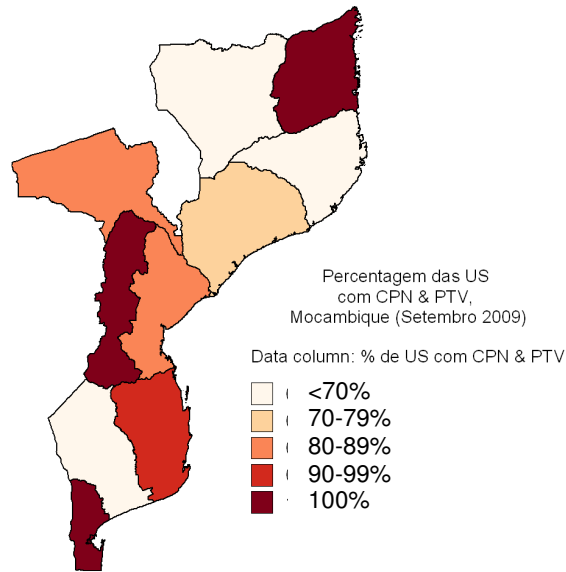 Percentagem das US
com CPN & PTV,
Mocambique (Setembro 2009)
Data column: % de US com CPN & PTV
<70%
70-79%
80-89%
90-99%
100%